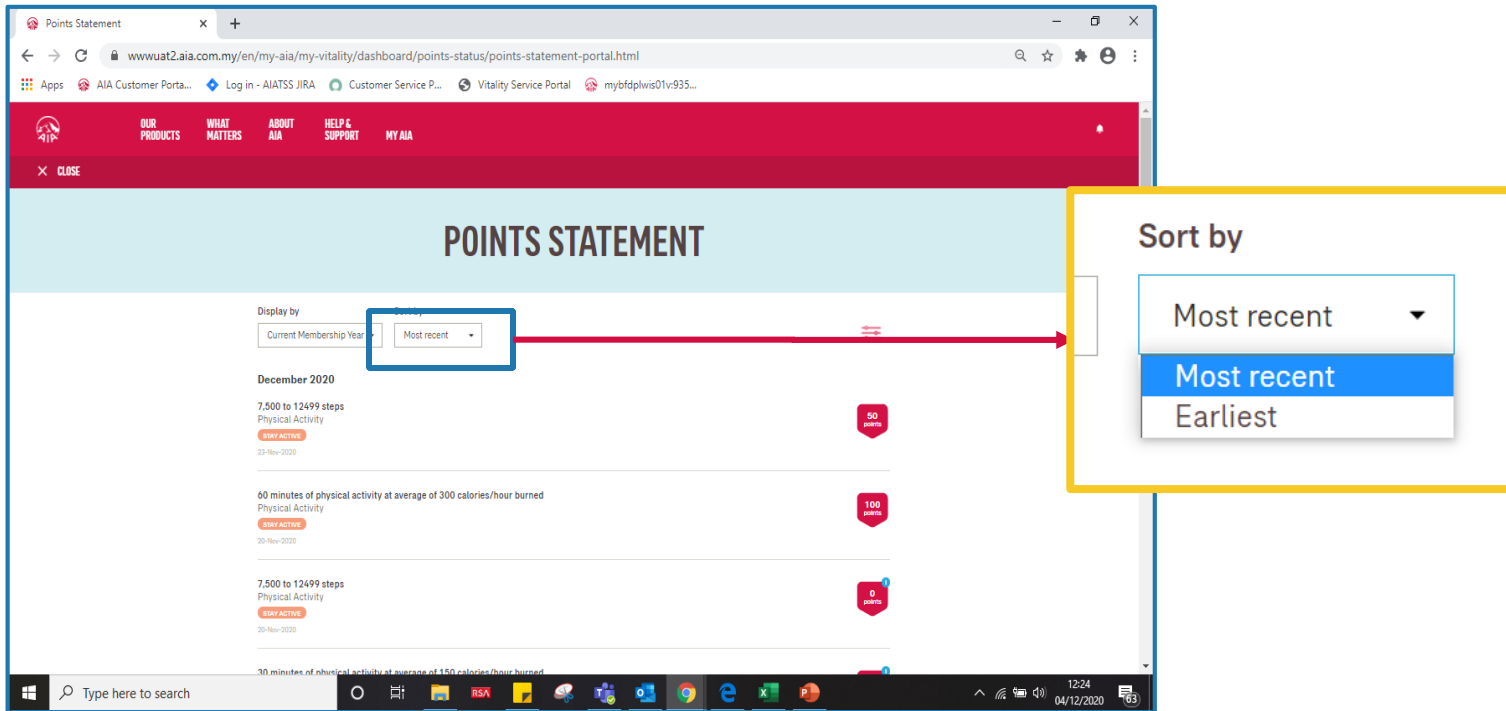 Points Statement
wwwuat2.aia.com.my/en/my-aia/my-vitality/dashboard/points-status/points-statement-portal.html
Apps AIA Customer Porta... Log in - AIATSS JIRA Customer Service P... Vitality Service Portal mybfdplwis01v:935...
AIA
OUR PRODUCTS
WHAT MATTERS
ABOUT AIA
HELP & SUPPORT
MY AIA
CLOSE
POINTS STATEMENT
Display by
Current Membership Year
Most recent
December 2020
7,500 to 12499 steps
Physical Activity
STAY ACTIVE
23-Nov-2020
50
points
60 minutes of physical activity at average of 300 calories/hour burned
Physical Activity
STAY ACTIVE
20-Nov-2020
100
points
7,500 to 12499 steps
Physical Activity
STAY ACTIVE
20-Nov-2020
0
points
30 minutes of physical activity at average of 150 calories/hour burned
Sort by
Most recent
Most recent
Earliest
Type here to search
RSA
12:24
04/12/2020
63